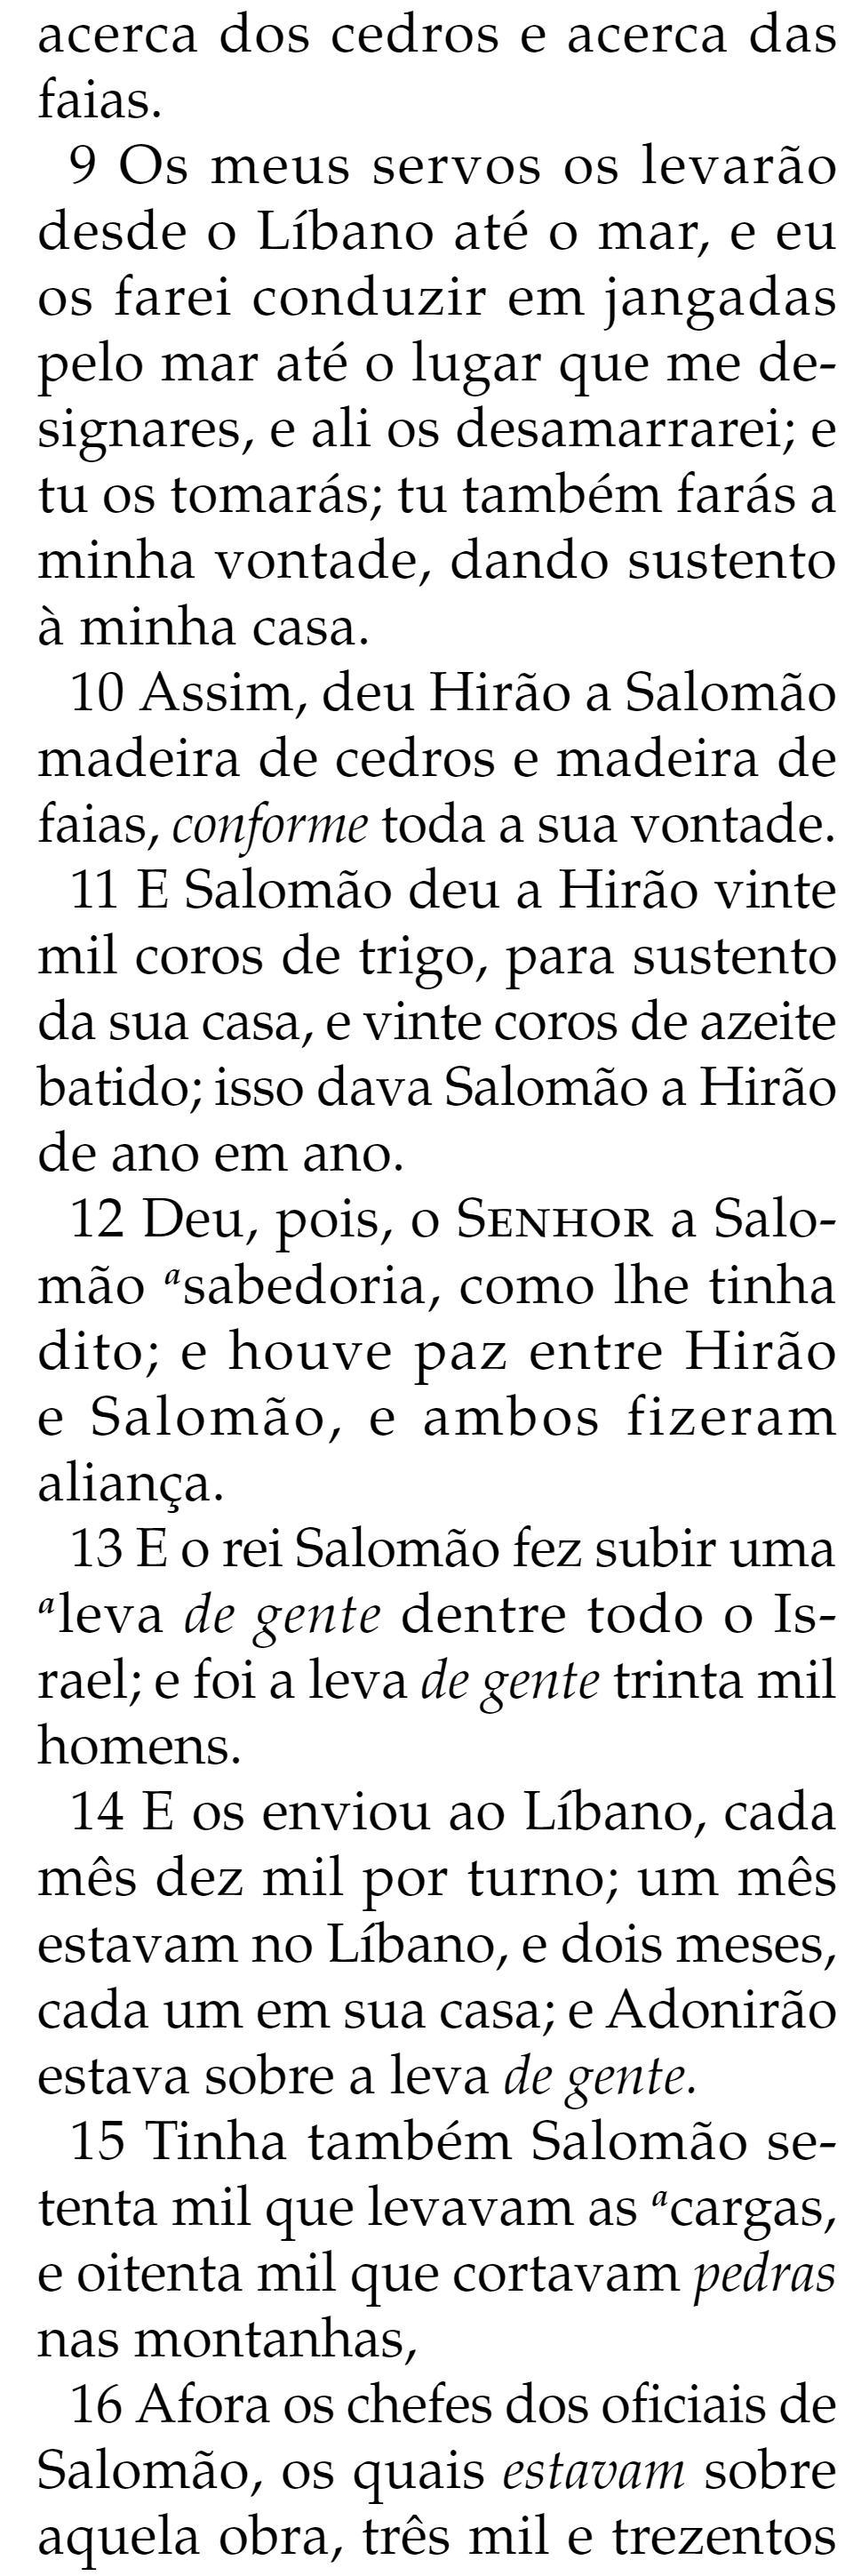 acerca dos cedros e acerca das
faias.
9 Os meus servos os levarão
desde o Líbano até o mar, e eu
os farei conduzir em jangadas
pelo mar até o lugar que me de-
signares, e ali os desamarrarei; e
tu os tomarás; tu também farás a
minha vontade, dando sustento
à minha casa.
10 Assim, deu Hirão a Salomão
madeira de cedros e madeira de
faias, conforme toda a sua vontade.
11 E Salomão deu a Hirão vinte
mil coros de trigo, para sustento
da sua casa, e vinte coros de azeite
batido; isso dava Salomão a Hirão
de ano em ano.
12 Deu, pois, o SENHOR a Salo-
mão ᵃsabedoria, como lhe tinha
dito; e houve paz entre Hirão
e Salomão, e ambos fizeram
aliança.
13 E o rei Salomão fez subir uma
ᵃleva de gente dentre todo o Is-
rael; e foi a leva de gente trinta mil
homens.
14 E os enviou ao Líbano, cada
mês dez mil por turno; um mês
estavam no Líbano, e dois meses,
cada um em sua casa; e Adonirão
estava sobre a leva de gente.
15 Tinha também Salomão se-
tenta mil que levavam as ᵃcargas,
e oitenta mil que cortavam pedras
nas montanhas,
16 Afora os chefes dos oficiais de
Salomão, os quais estavam sobre
aquela obra, três mil e trezentos